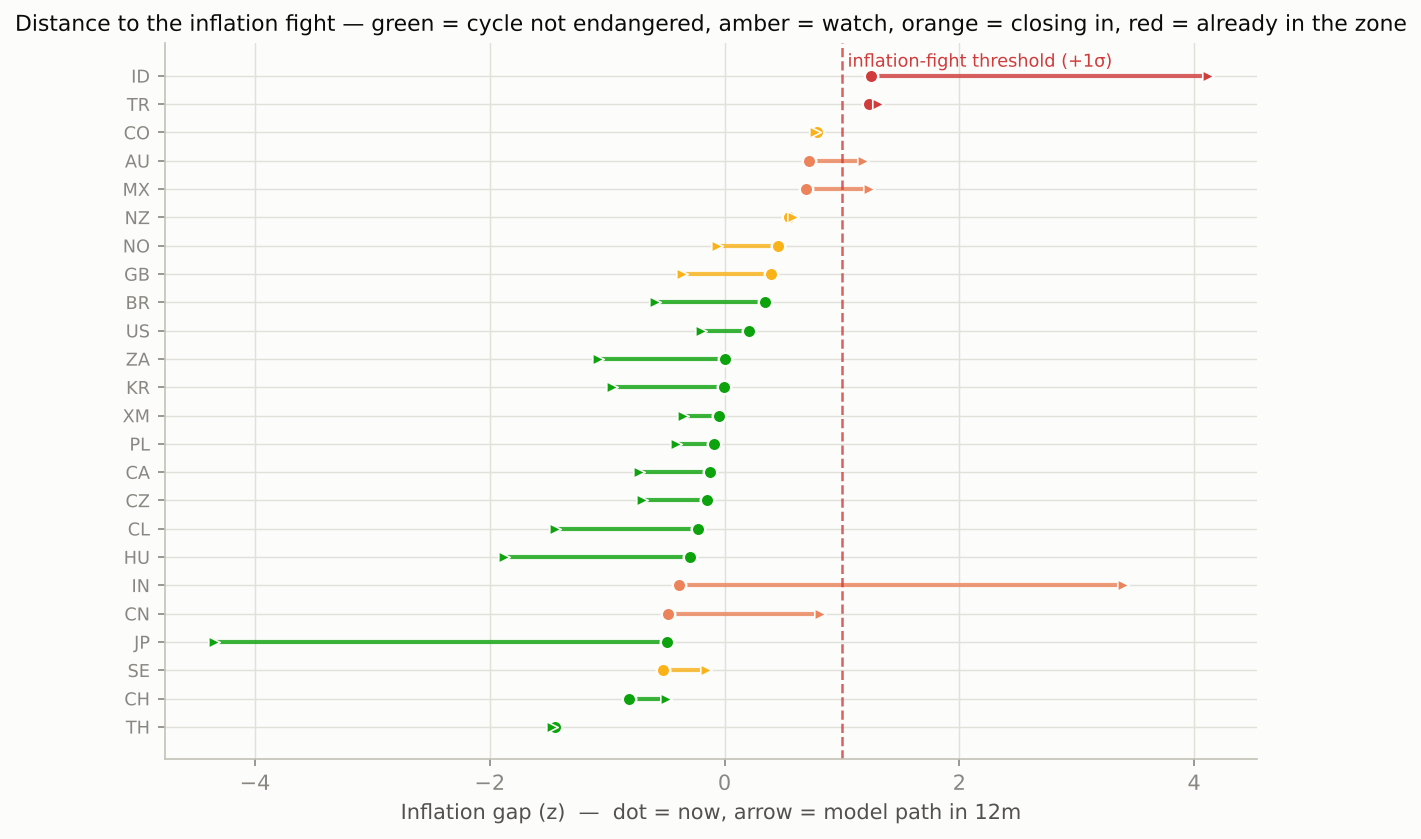 Distance to the inflation fight — green = cycle not endangered, amber = watch, orange = closing in, red = already in the zone
inflation-fight threshold (+1σ)
ID
TR
CO
AU
MX
NZ
NO
GB
BR
US
ZA
KR
XM
PL
CA
CZ
CL
HU
IN
CN
JP
SE
CH
TH
−4 −2 0 2 4
Inflation gap (z) — dot = now, arrow = model path in 12m